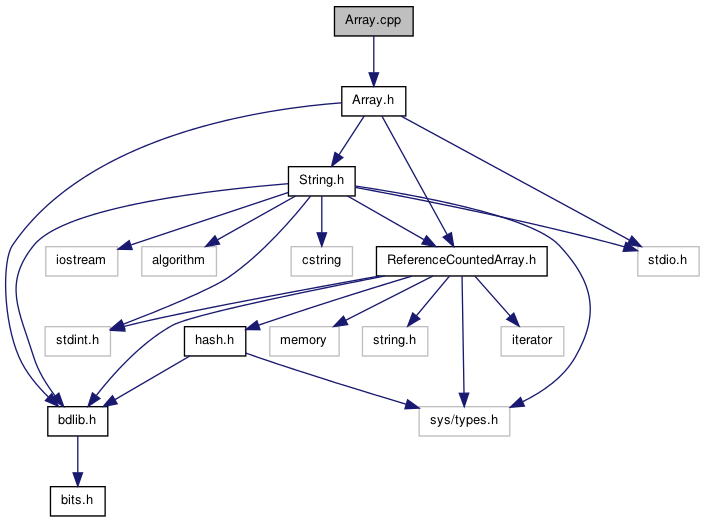 Array.cpp
Array.h
String.h
iostream
algorithm
cstring
ReferenceCountedArray.h
stdio.h
stdint.h
hash.h
memory
string.h
iterator
bdlib.h
sys/types.h
bits.h